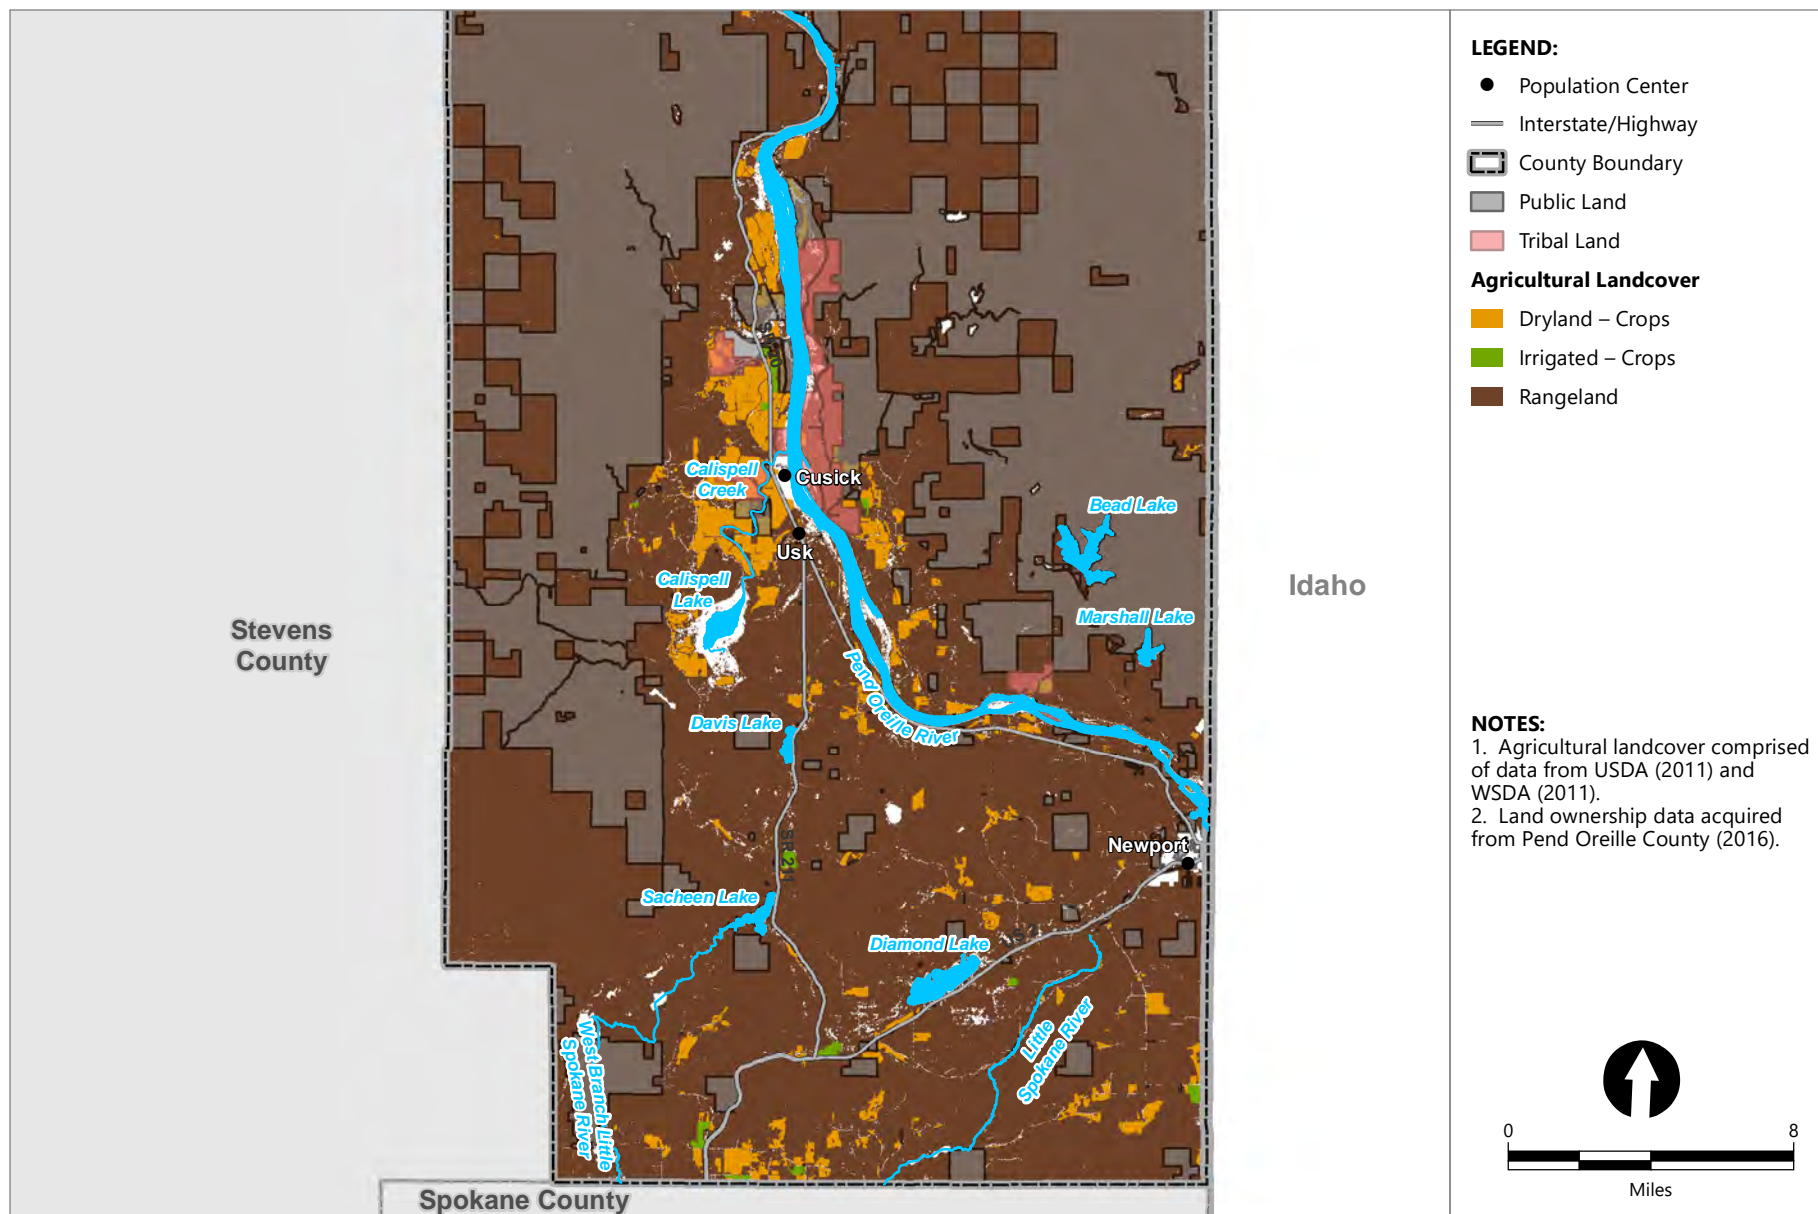 LEGEND:
Population Center
Interstate/Highway
County Boundary
Public Land
Tribal Land
Agricultural Landcover
Dryland – Crops
Irrigated – Crops
Rangeland
NOTES:
1. Agricultural landcover comprised
of data from USDA (2011) and
WSDA (2011).
2. Land ownership data acquired
from Pend Oreille County (2016).
0
8
Miles
Calispell
Creek
Cusick
Usk
Bead Lake
Calispell
Lake
Marshall Lake
Idaho
Stevens
County
Pend Oreille River
Davis Lake
Newport
SR 211
Sacheen Lake
Diamond Lake
West Branch Little
Spokane River
Little
Spokane River
Spokane County